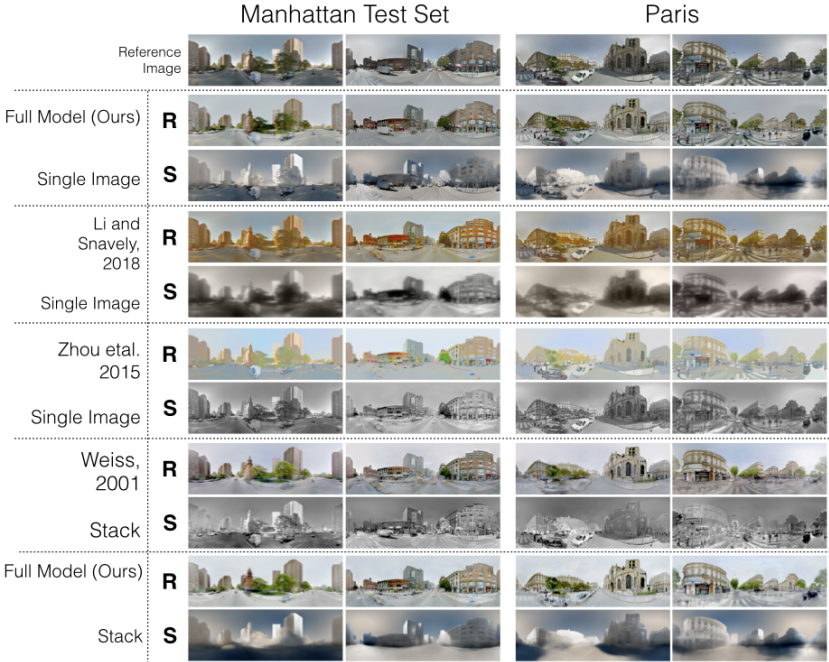 Manhattan Test Set
Paris
Reference
Image
Full Model (Ours)
R
Single Image
S
Li and
Snavely,
2018
R
Single Image
S
Zhou etal.
2015
R
Single Image
S
Weiss,
2001
R
Stack
S
Full Model (Ours)
R
Stack
S